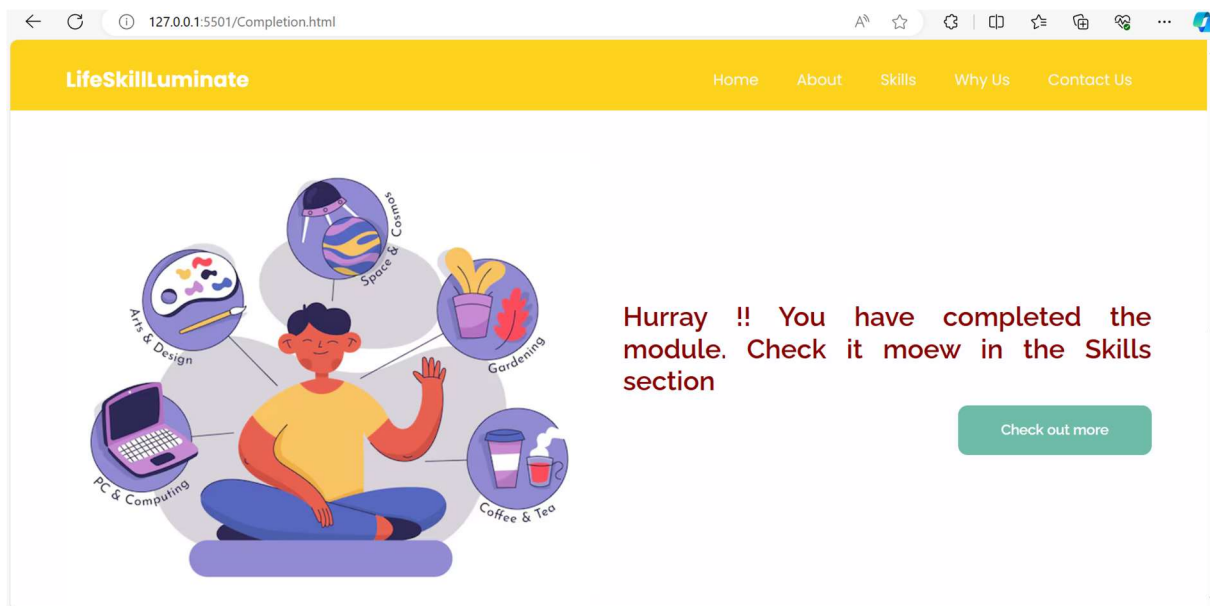 127.0.0.1:5501/Completion.html
LifeSkillLuminate
Home About Skills Why Us Contact Us
Space & Cosmos
Arts & Design
Gardening
PC & Computing
Coffee & Tea
Hurray !! You have completed the
module. Check it moew in the Skills
section
Check out more